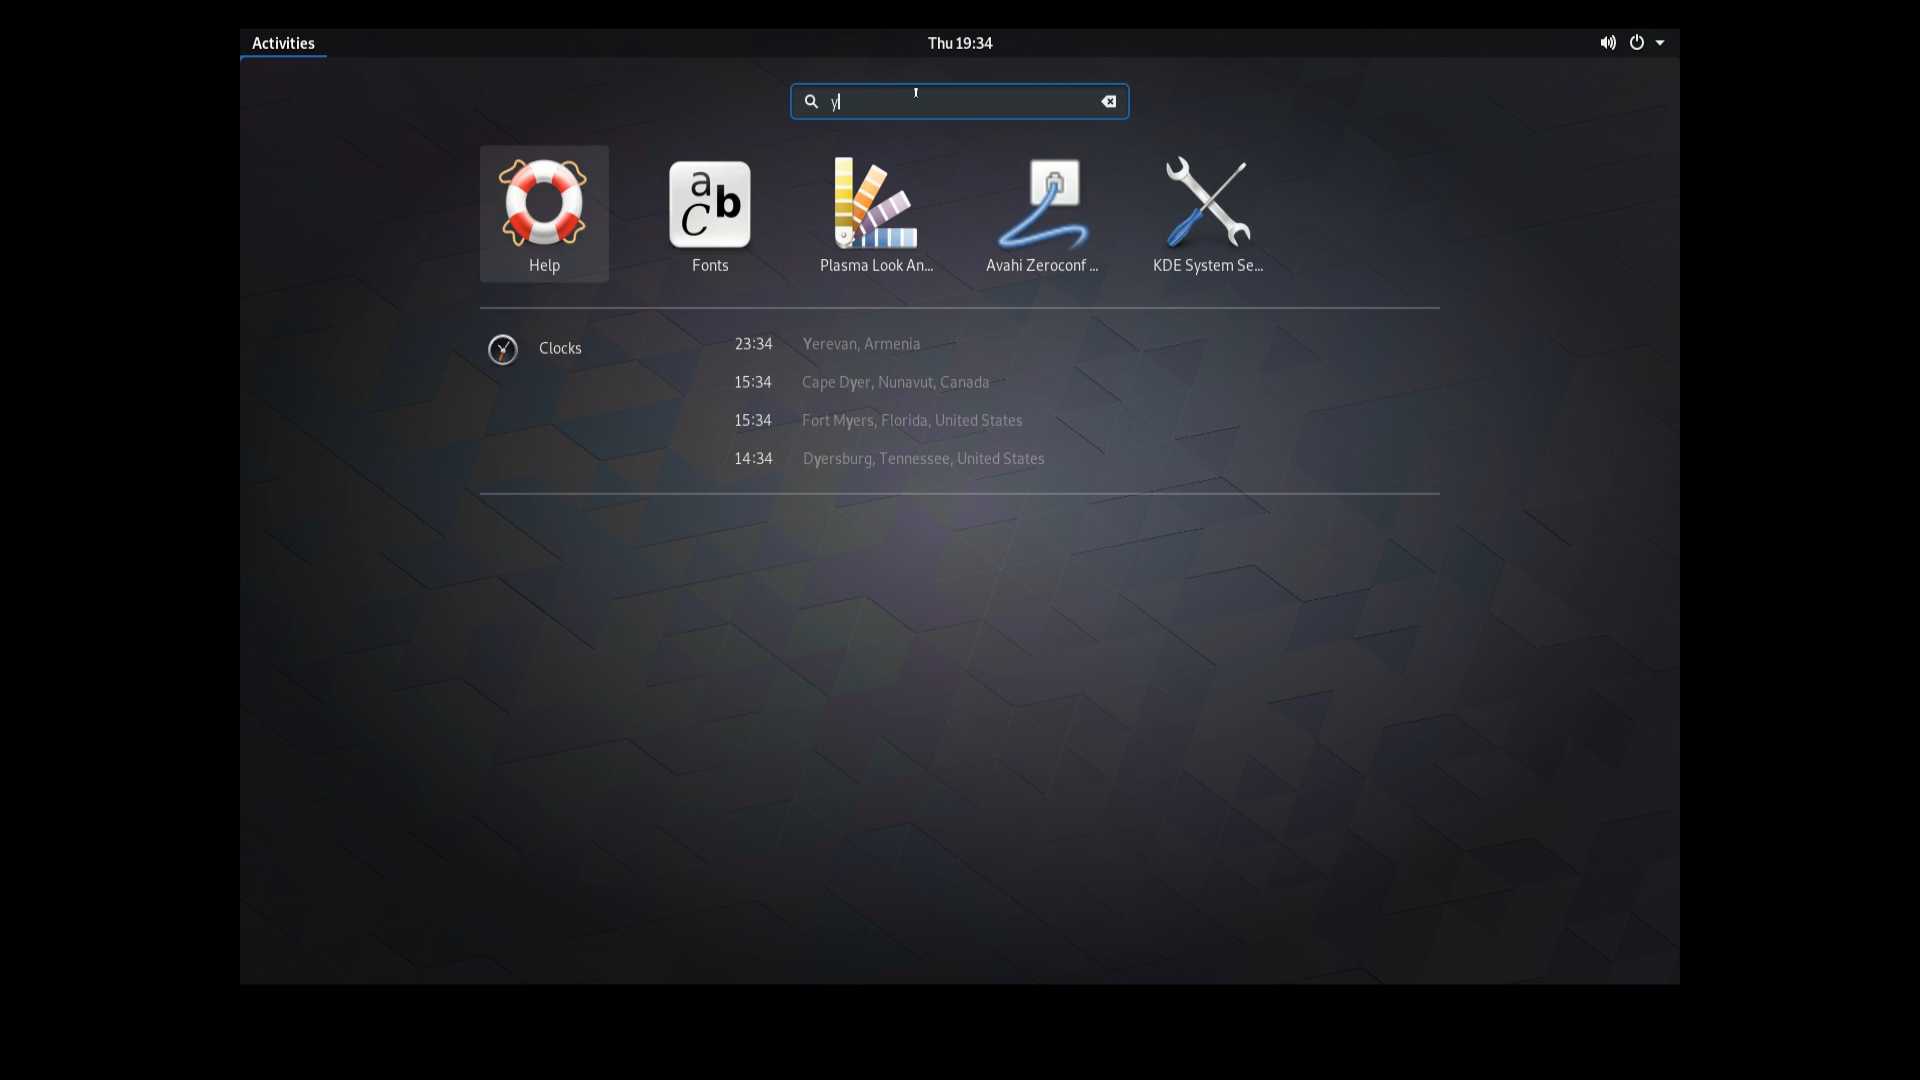 Activities
Thu 19:34
y
a
b
c
Help
Fonts
Plasma Look An...
Avahi Zeroconf ...
KDE System Se...
Clocks
23:34 Yerevan, Armenia
15:34 Cape Dyer, Nunavut, Canada
15:34 Fort Myers, Florida, United States
14:34 Dyersburg, Tennessee, United States